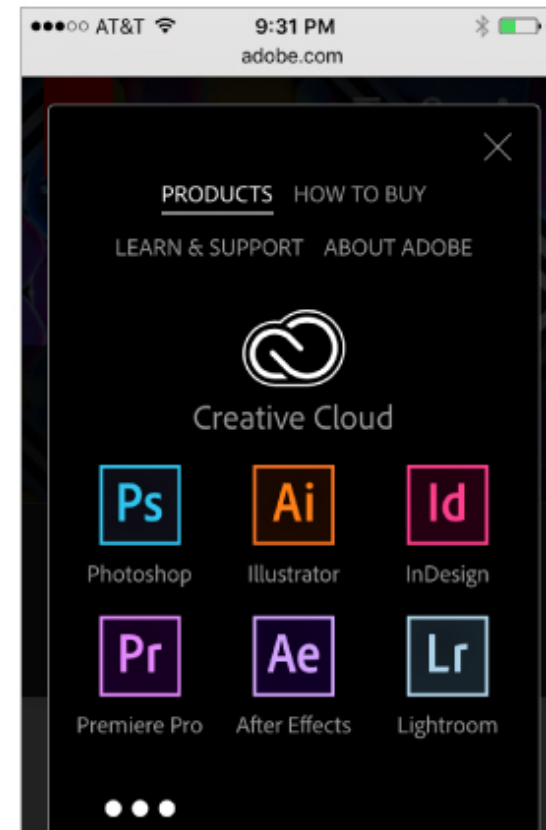 AT&T 9:31 PM
adobe.com
PRODUCTS HOW TO BUY
LEARN & SUPPORT ABOUT ADOBE
Creative Cloud
Ps Ai Id
Photoshop Illustrator InDesign
Pr Ae Lr
Premiere Pro After Effects Lightroom